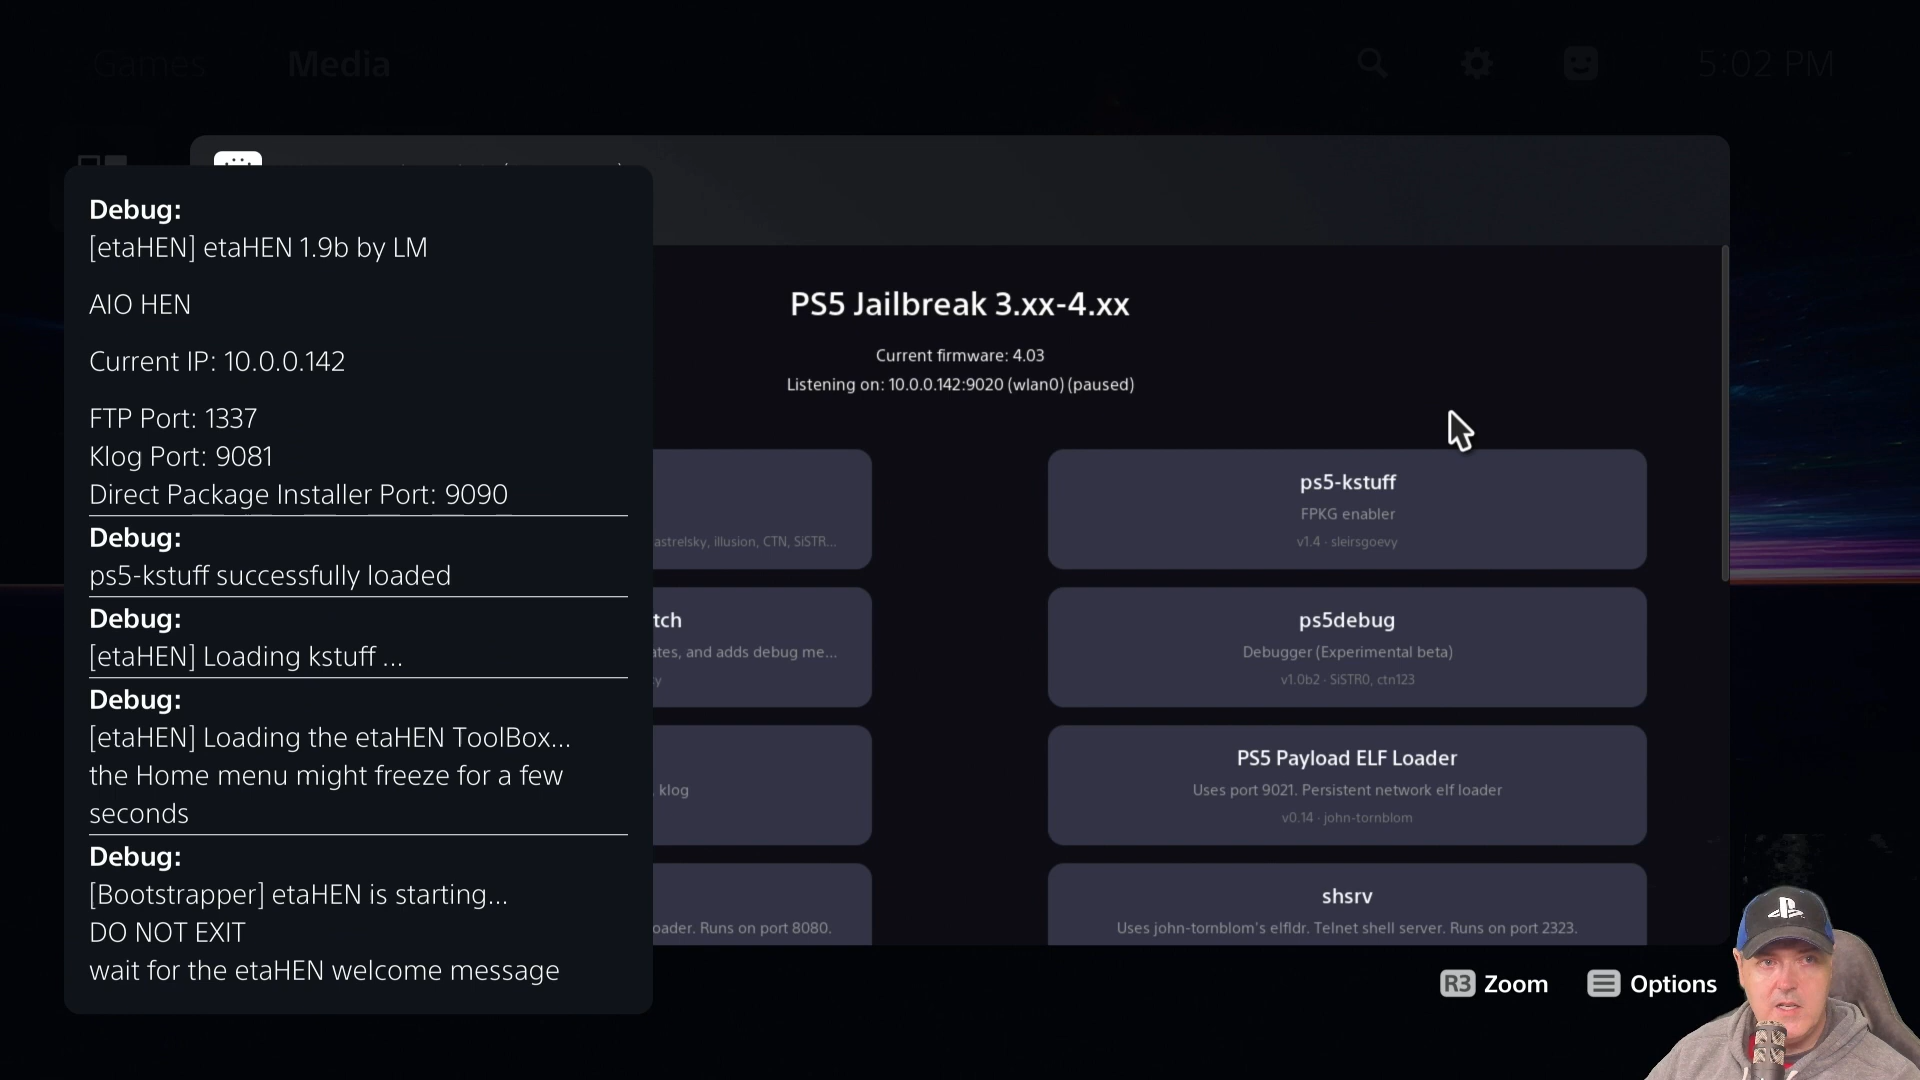 Games
Media
5:02 PM
Debug:
[etaHEN] etaHEN 1.9b by LM
AIO HEN
Current IP: 10.0.0.142
FTP Port: 1337
Klog Port: 9081
Direct Package Installer Port: 9090
Debug:
ps5-kstuff successfully loaded
Debug:
[etaHEN] Loading kstuff ...
Debug:
[etaHEN] Loading the etaHEN ToolBox...
the Home menu might freeze for a few
seconds
Debug:
[Bootstrapper] etaHEN is starting...
DO NOT EXIT
wait for the etaHEN welcome message
PS5 Jailbreak 3.xx-4.xx
Current firmware: 4.03
Listening on: 10.0.0.142:9020 (wlan0) (paused)
astrelsky, illusion, CTN, SiSTR...
ps5-kstuff
FPKG enabler
v1.4 · sleirsgoevy
tch
ates, and adds debug me...
y
ps5debug
Debugger (Experimental beta)
v1.0b2 - SiSTR0, ctn123
, klog
PS5 Payload ELF Loader
Uses port 9021. Persistent network elf loader
v0.14 · john-tornblom
oader. Runs on port 8080.
shsrv
Uses john-tornblom's elfldr. Telnet shell server. Runs on port 2323.
R3 Zoom
Options